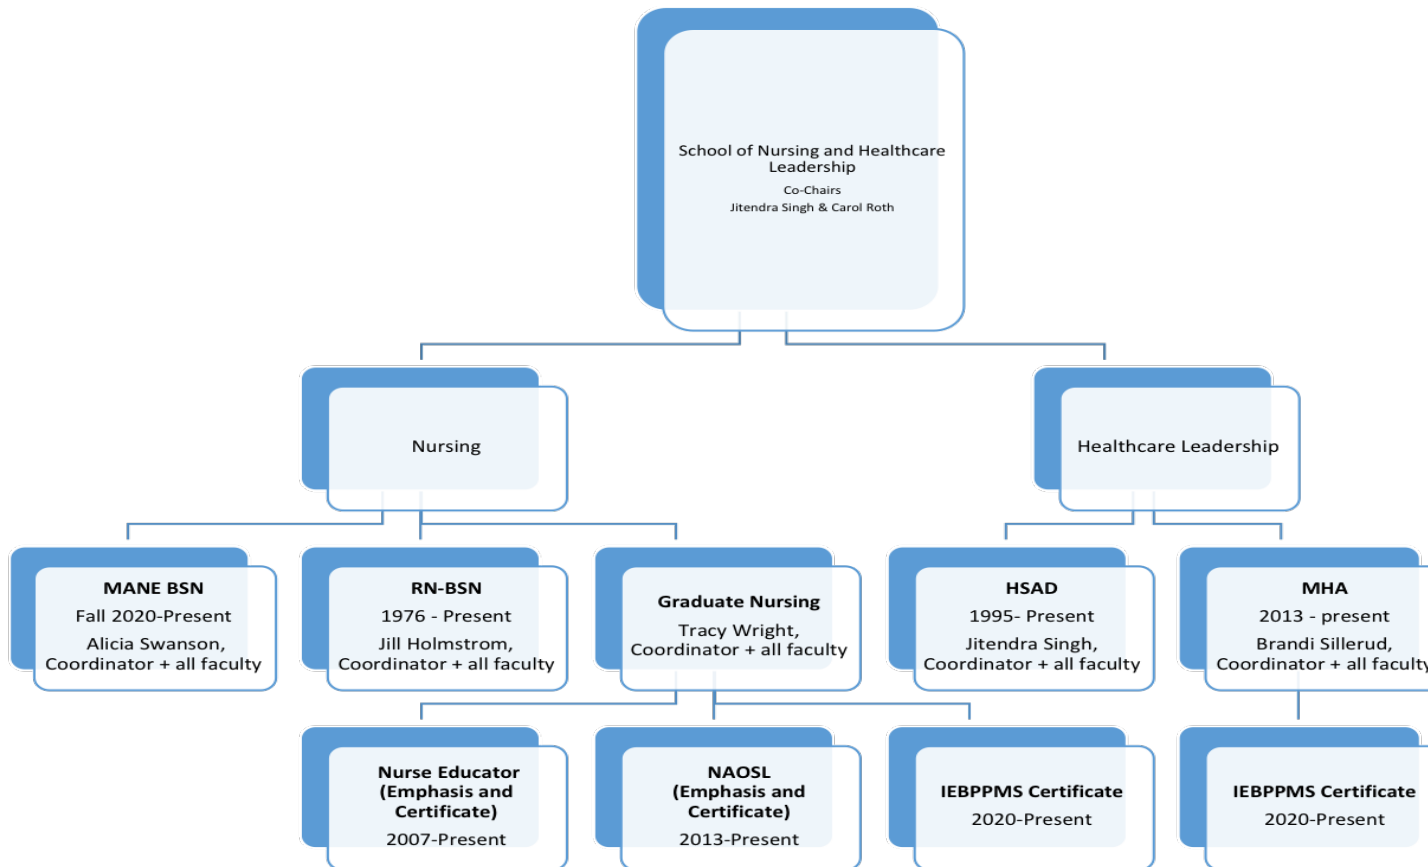 School of Nursing and Healthcare
Leadership
Co-Chairs
Jitendra Singh & Carol Roth
Nursing
Healthcare Leadership
MANE BSN
Fall 2020-Present
Alicia Swanson,
Coordinator + all faculty
RN-BSN
1976 - Present
Jill Holmstrom,
Coordinator + all faculty
Graduate Nursing
Tracy Wright,
Coordinator + all faculty
HSAD
1995- Present
Jitendra Singh,
Coordinator + all faculty
MHA
2013 - present
Brandi Sillerud,
Coordinator + all faculty
Nurse Educator
(Emphasis and
Certificate)
2007-Present
NAOSL
(Emphasis and
Certificate)
2013-Present
IEBPPMS Certificate
2020-Present
IEBPPMS Certificate
2020-Present